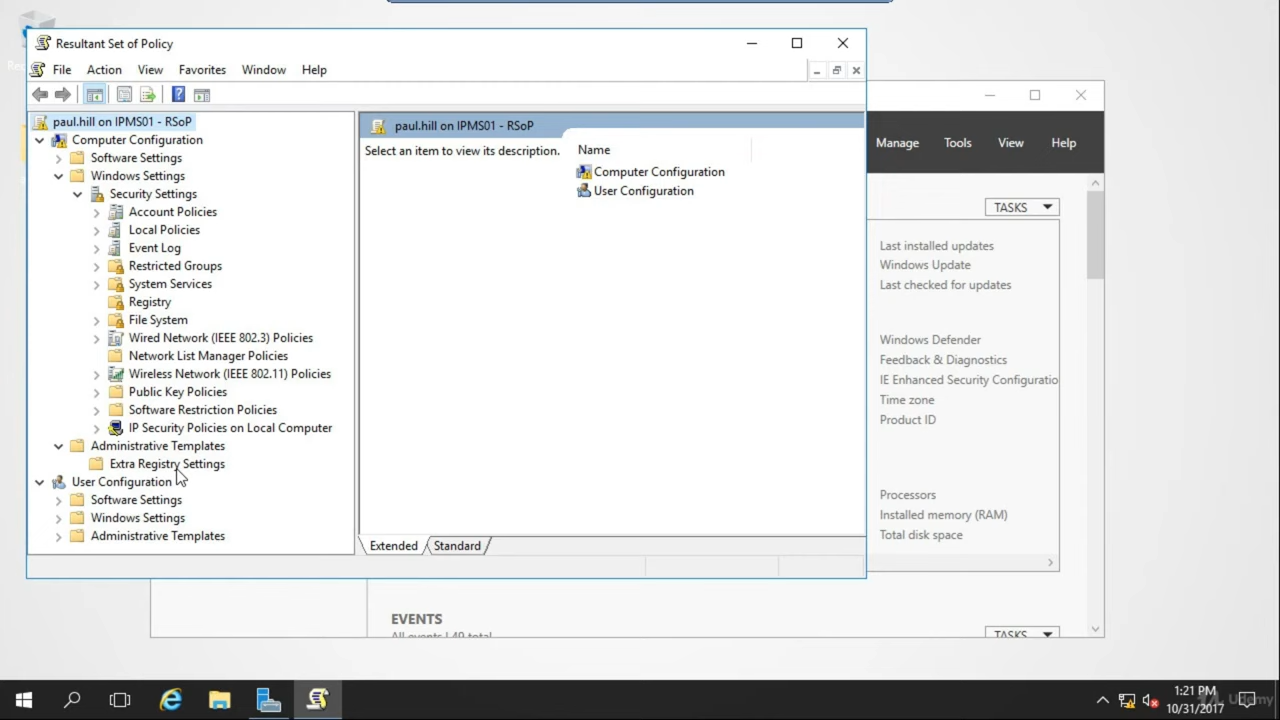 Resultant Set of Policy
File Action View Favorites Window Help
paul.hill on IPMS01 - RSoP
Computer Configuration
Software Settings
Windows Settings
Security Settings
Account Policies
Local Policies
Event Log
Restricted Groups
System Services
Registry
File System
Wired Network (IEEE 802.3) Policies
Network List Manager Policies
Wireless Network (IEEE 802.11) Policies
Public Key Policies
Software Restriction Policies
IP Security Policies on Local Computer
Administrative Templates
Extra Registry Settings
User Configuration
Software Settings
Windows Settings
Administrative Templates
paul.hill on IPMS01 - RSoP
Select an item to view its description.
Name
Computer Configuration
User Configuration
Extended Standard
Manage Tools View Help
TASKS
Last installed updates
Windows Update
Last checked for updates
Windows Defender
Feedback & Diagnostics
IE Enhanced Security Configuratio
Time zone
Product ID
Processors
Installed memory (RAM)
Total disk space
EVENTS
All events | 49 total
TASKS
1:21 PM
10/31/2017
Udemy